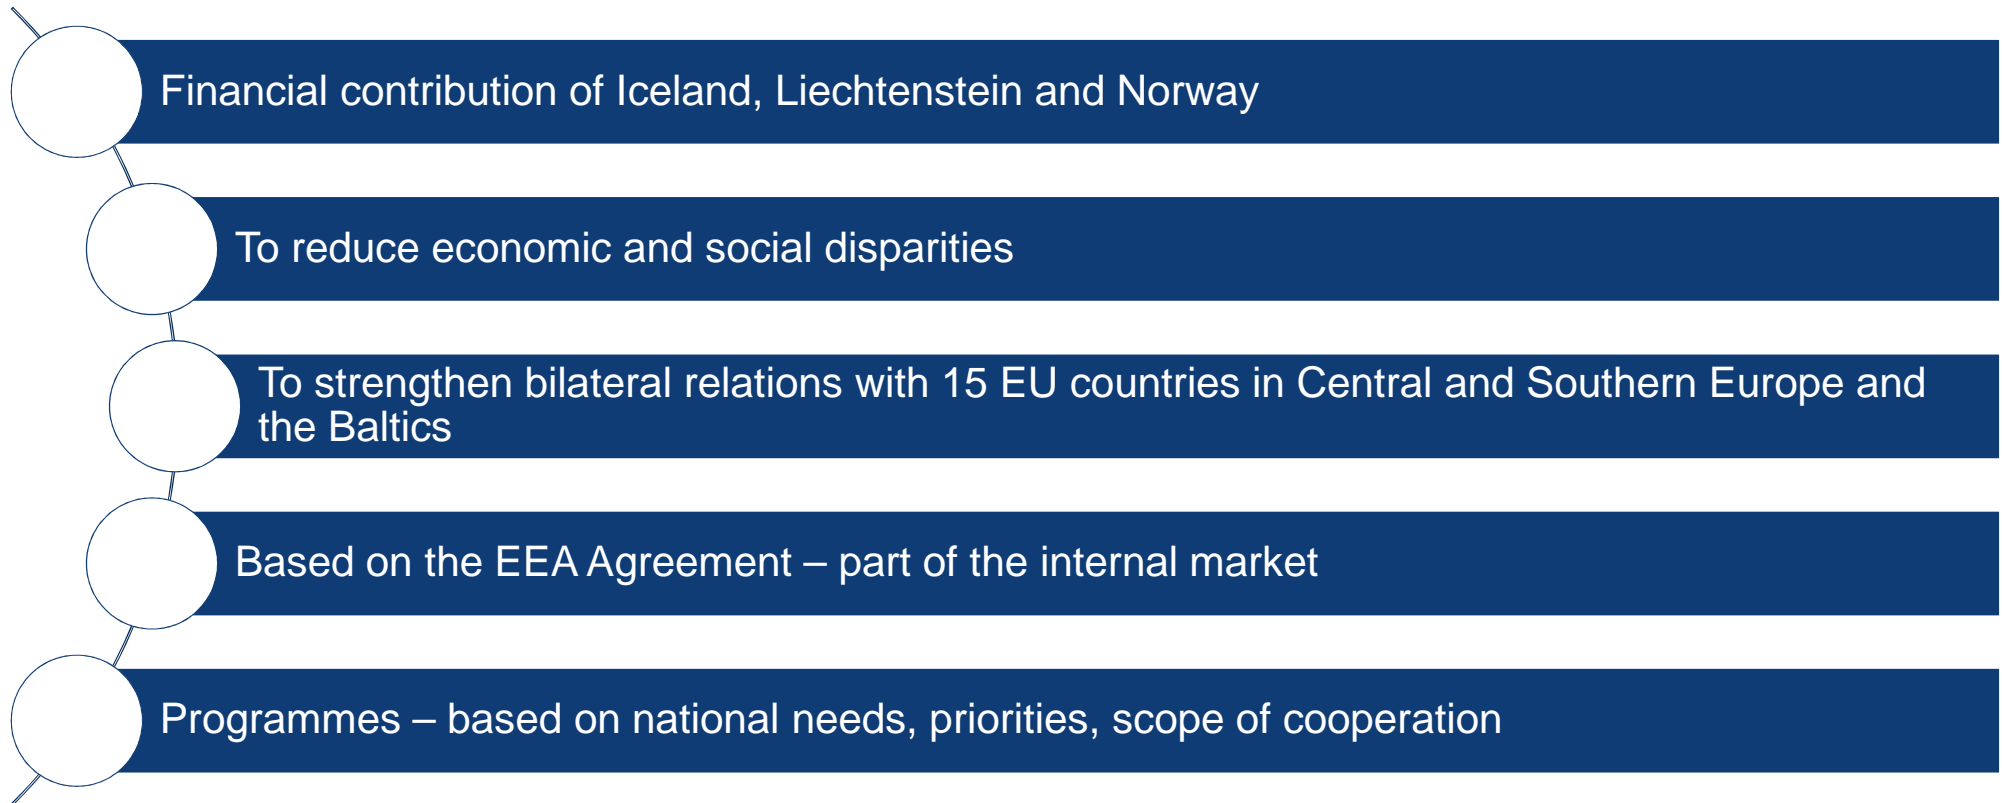 Financial contribution of Iceland, Liechtenstein and Norway
To reduce economic and social disparities
To strengthen bilateral relations with 15 EU countries in Central and Southern Europe and
the Baltics
Based on the EEA Agreement – part of the internal market
Programmes – based on national needs, priorities, scope of cooperation